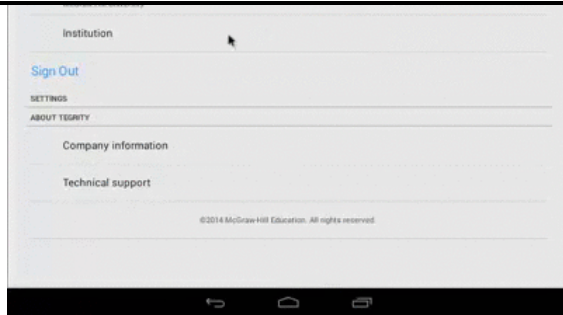 Institution
Sign Out
SETTINGS
ABOUT TEGRITY
Company information
Technical support
©2014 McGraw-Hill Education. All rights reserved.